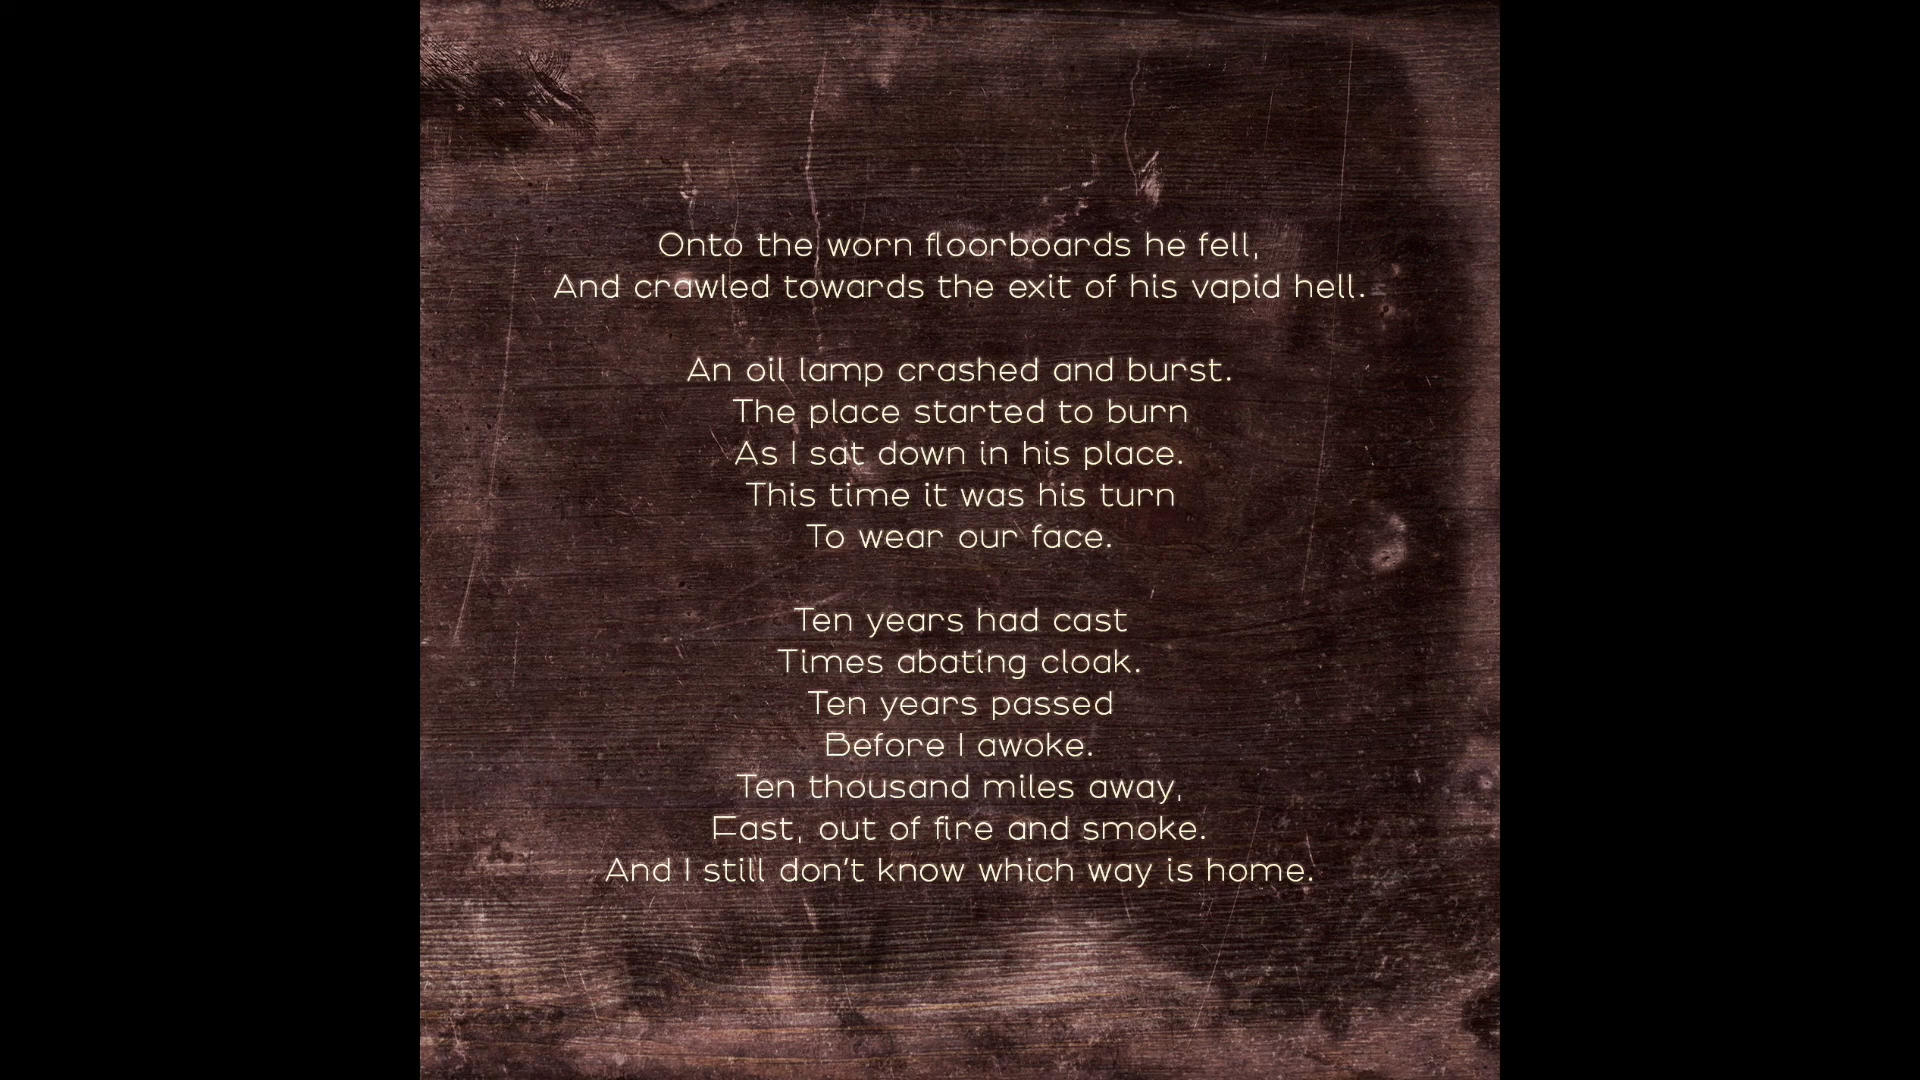 Onto the worn floorboards he fell,
And crawled towards the exit of his vapid hell.
An oil lamp crashed and burst.
The place started to burn
As I sat down in his place.
This time it was his turn
To wear our face.
Ten years had cast
Times abating cloak.
Ten years passed
Before I awoke.
Ten thousand miles away,
Fast, out of fire and smoke.
And I still don't know which way is home.